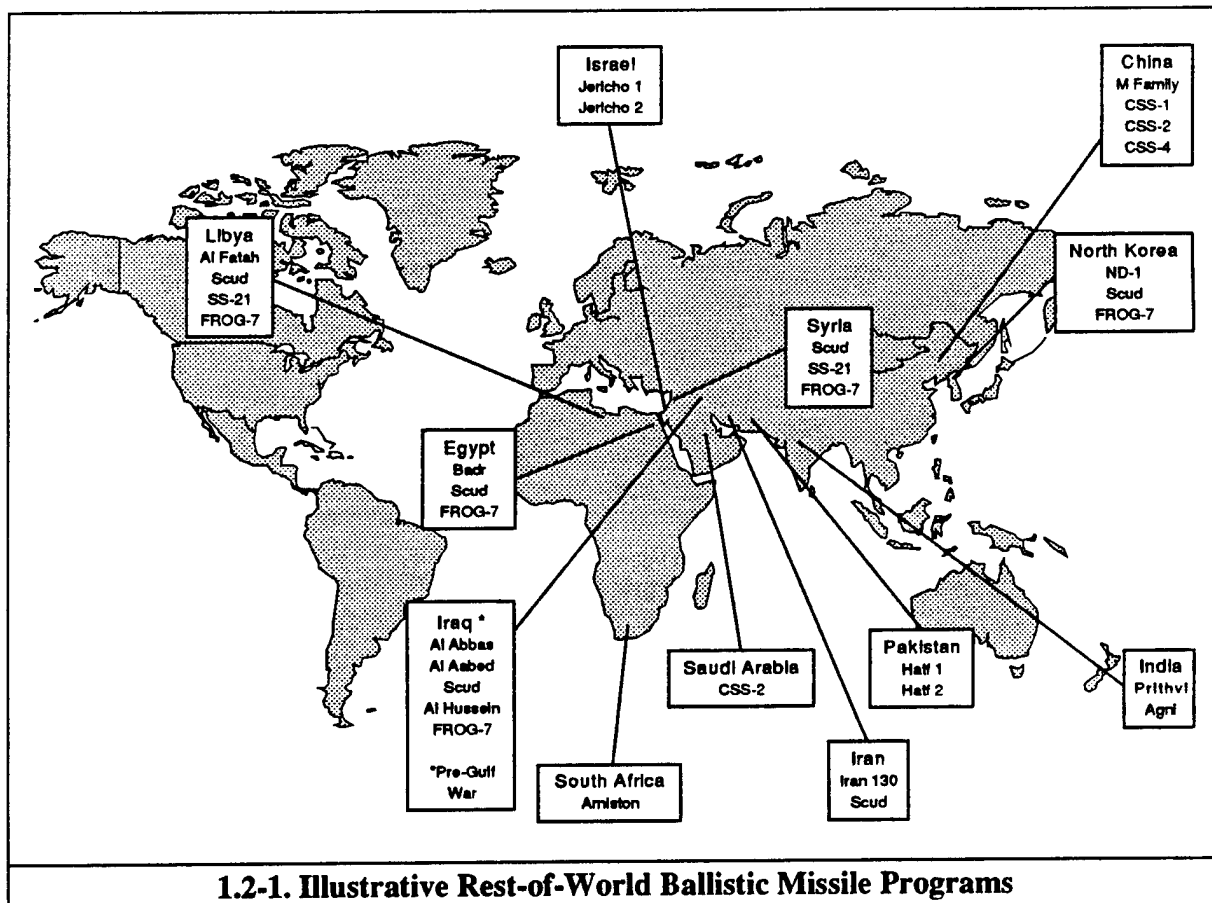 Israel
Jericho 1
Jericho 2
China
M Family
CSS-1
CSS-2
CSS-4
Libya
Al Fatah
Scud
SS-21
FROG-7
North Korea
ND-1
Scud
FROG-7
Syria
Scud
SS-21
FROG-7
Egypt
Badr
Scud
FROG-7
Iraq *
Al Abbas
Al Aabed
Scud
Al Hussein
FROG-7
*Pre-Gulf
War
South Africa
Arniston
Saudi Arabia
CSS-2
Pakistan
Hatf 1
Hatf 2
Iran
Iran 130
Scud
India
Prithvi
Agni
1.2-1. Illustrative Rest-of-World Ballistic Missile Programs